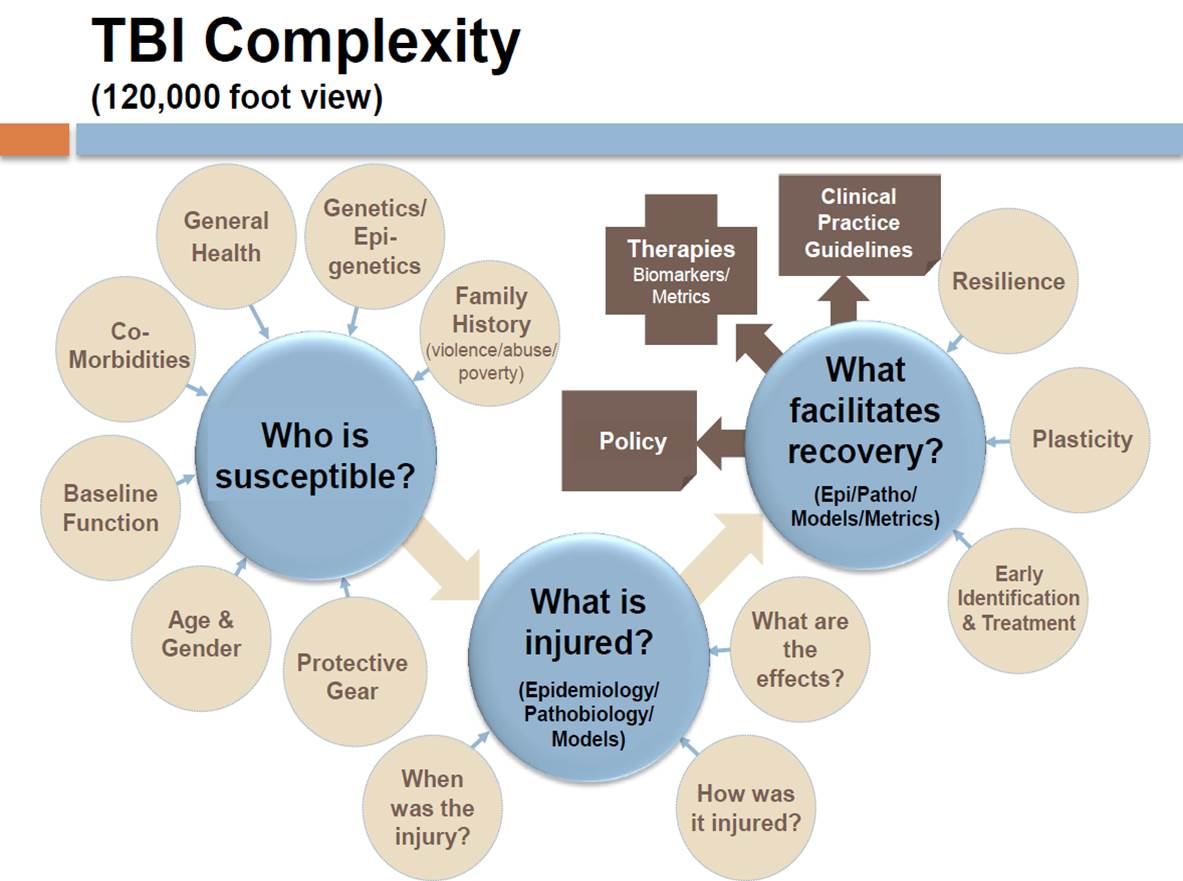 TBI Complexity
(120,000 foot view)
General
Health
Genetics/
Epi-
genetics
Family
History
(violence/abuse/
poverty)
Co-
Morbidities
Baseline
Function
Age &
Gender
Protective
Gear
Who is
susceptible?
What is
injured?
(Epidemiology/
Pathobiology/
Models)
When
was the
injury?
How was
it injured?
What are
the
effects?
What
facilitates
recovery?
(Epi/Patho/
Models/Metrics)
Therapies
Biomarkers/
Metrics
Clinical
Practice
Guidelines
Policy
Resilience
Plasticity
Early
Identification
& Treatment